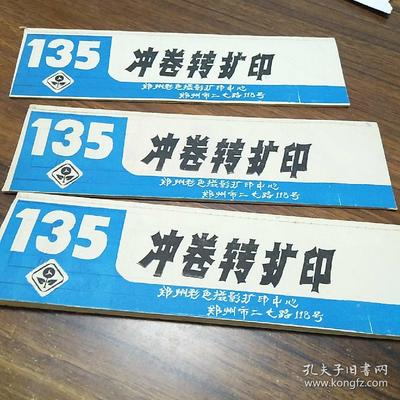 135
冲卷转扩印
郑州彩色摄影扩印中心
郑州市二七路118号
135
冲卷转扩印
郑州彩色摄影扩印中心
郑州市二七路118号
135
冲卷转扩印
郑州彩色摄影扩印中心
郑州市二七路118号
孔夫子旧书网
www.kongfz.com